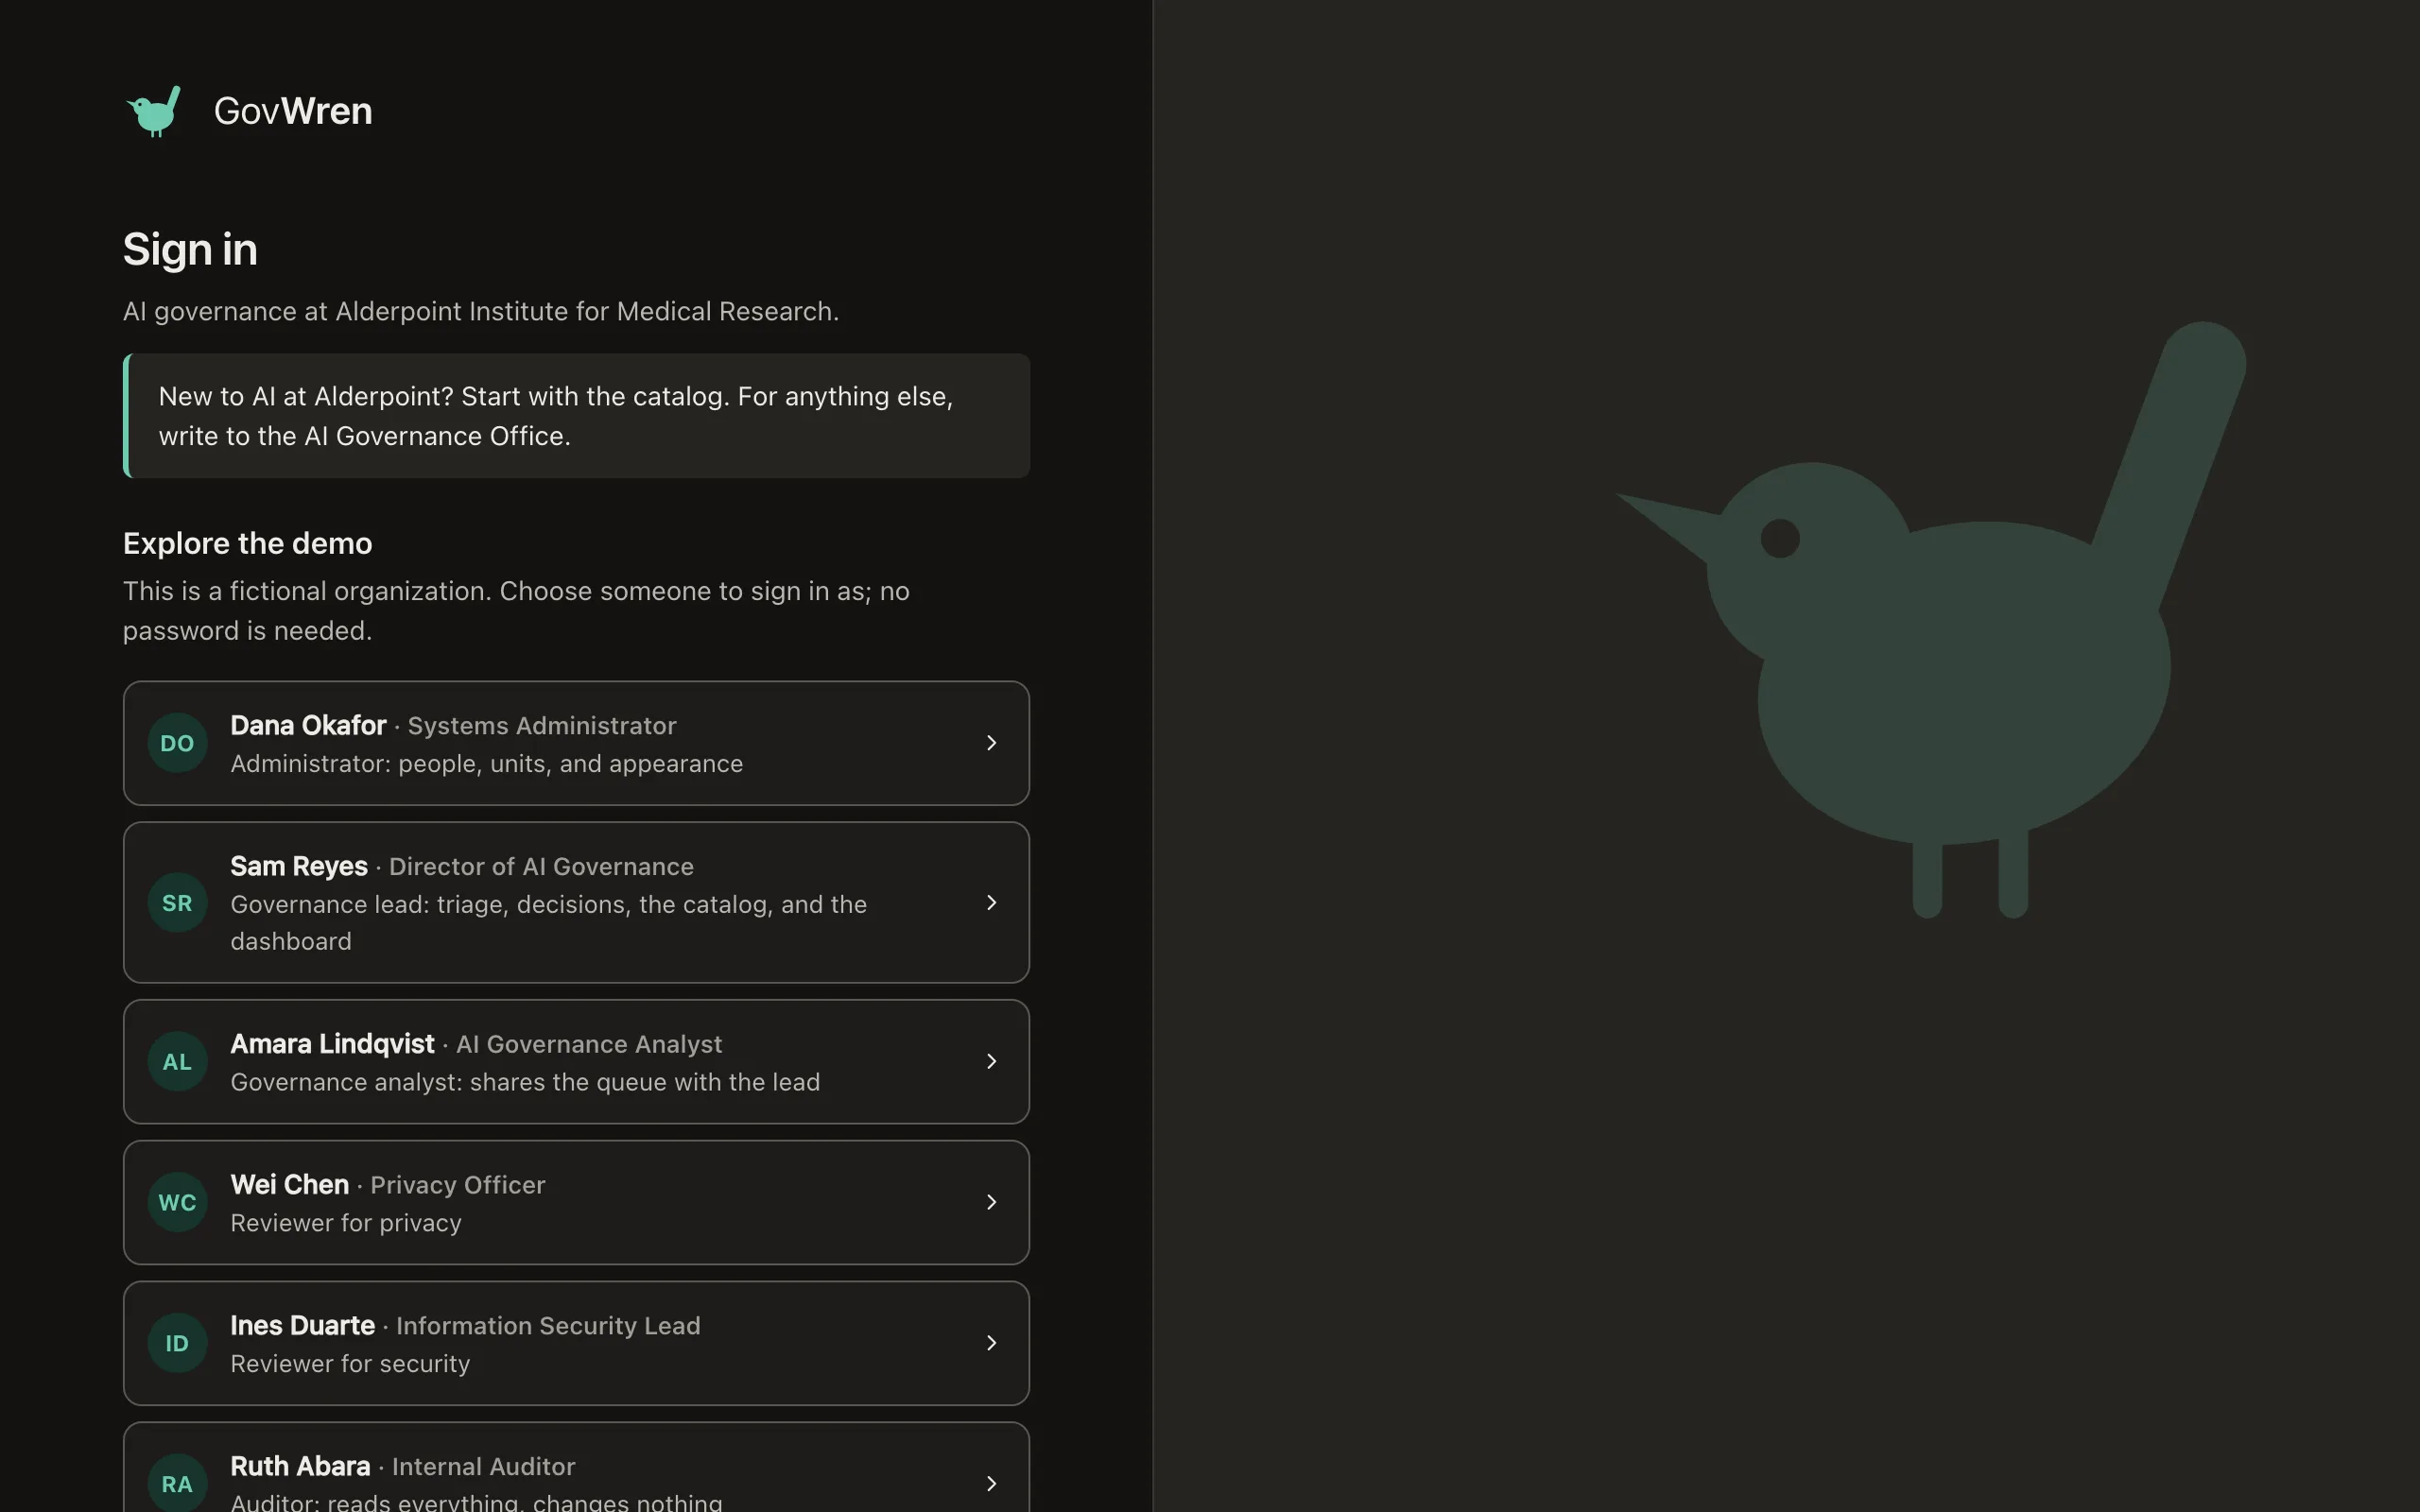 GovWren
Sign in
AI governance at Alderpoint Institute for Medical Research.
New to AI at Alderpoint? Start with the catalog. For anything else,
write to the AI Governance Office.
Explore the demo
This is a fictional organization. Choose someone to sign in as; no
password is needed.
DO
Dana Okafor · Systems Administrator
Administrator: people, units, and appearance
SR
Sam Reyes · Director of AI Governance
Governance lead: triage, decisions, the catalog, and the
dashboard
AL
Amara Lindqvist · AI Governance Analyst
Governance analyst: shares the queue with the lead
WC
Wei Chen · Privacy Officer
Reviewer for privacy
ID
Ines Duarte · Information Security Lead
Reviewer for security
RA
Ruth Abara · Internal Auditor
Auditor: reads everything, changes nothing